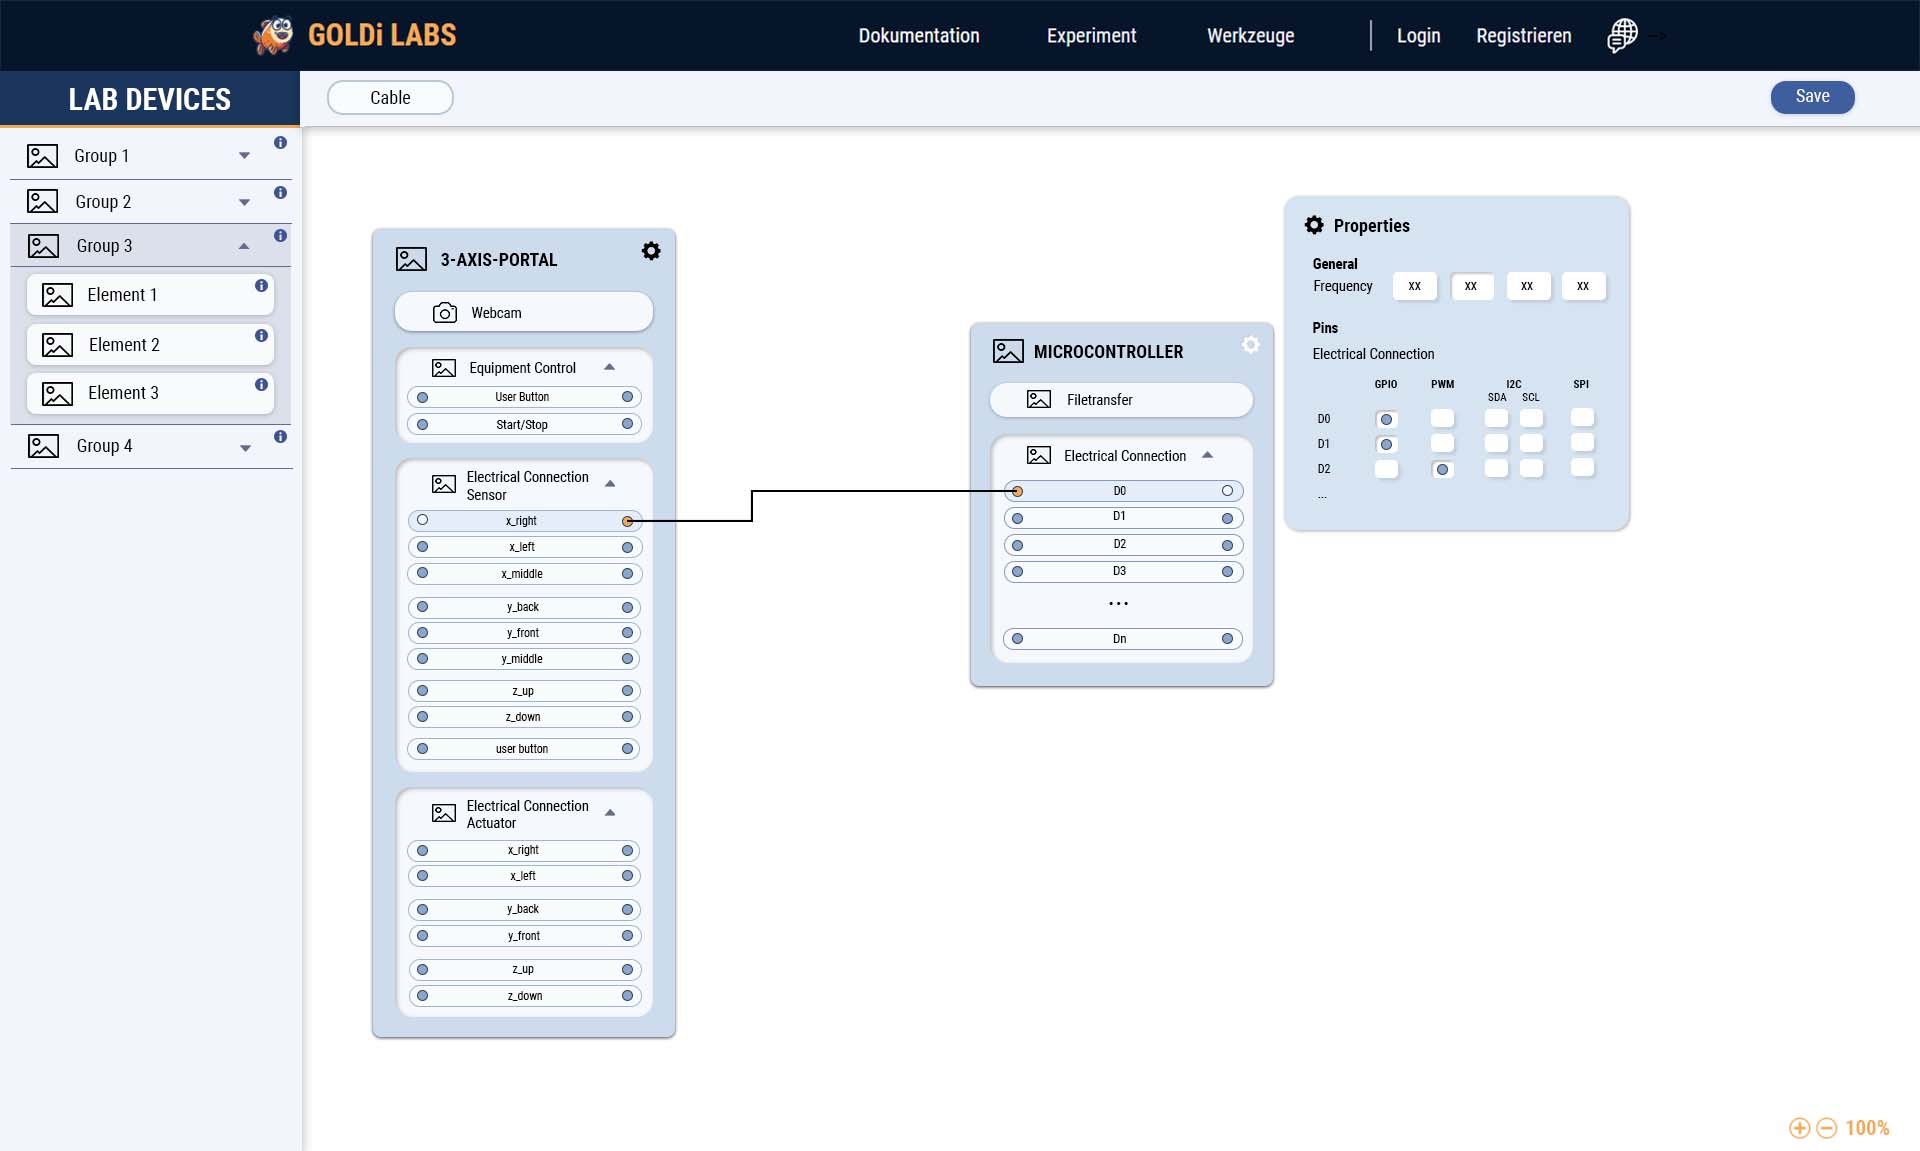 GOLDi LABS
Dokumentation Experiment Werkzeuge Login Registrieren -->
LAB DEVICES
Cable
Save
Group 1
Group 2
Group 3
Element 1
Element 2
Element 3
Group 4
3-AXIS-PORTAL
Webcam
Equipment Control
User Button
Start/Stop
Electrical Connection
Sensor
x_right
x_left
x_middle
y_back
y_front
y_middle
z_up
z_down
user button
Electrical Connection
Actuator
x_right
x_left
y_back
y_front
z_up
z_down
MICROCONTROLLER
Filetransfer
Electrical Connection
D0
D1
D2
D3
...
Dn
Properties
General
Frequency xx xx xx xx
Pins
Electrical Connection
GPIO PWM I2C SPI
SDA SCL
D0
D1
D2
...
100%